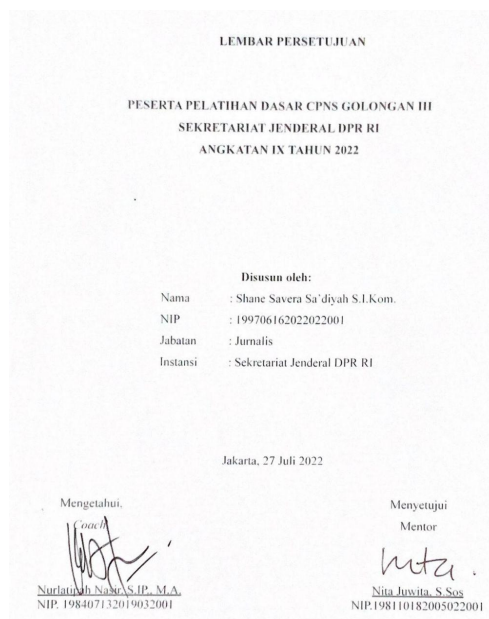 LEMBAR PERSETUJUAN
PESERTA PELATIHAN DASAR CPNS GOLONGAN III
SEKRETARIAT JENDERAL DPR RI
ANGKATAN IX TAHUN 2022
Disusun oleh:
Nama : Shane Savera Sa'diyah S.I.Kom.
NIP : 199706162022022001
Jabatan : Jurnalis
Instansi : Sekretariat Jenderal DPR RI
Jakarta, 27 Juli 2022
Mengetahui,
Coach
Nurlatipah Nasir, S.IP., M.A.
NIP. 198407132019032001
Menyetujui
Mentor
Nita Juwita, S.Sos
NIP.198110182005022001